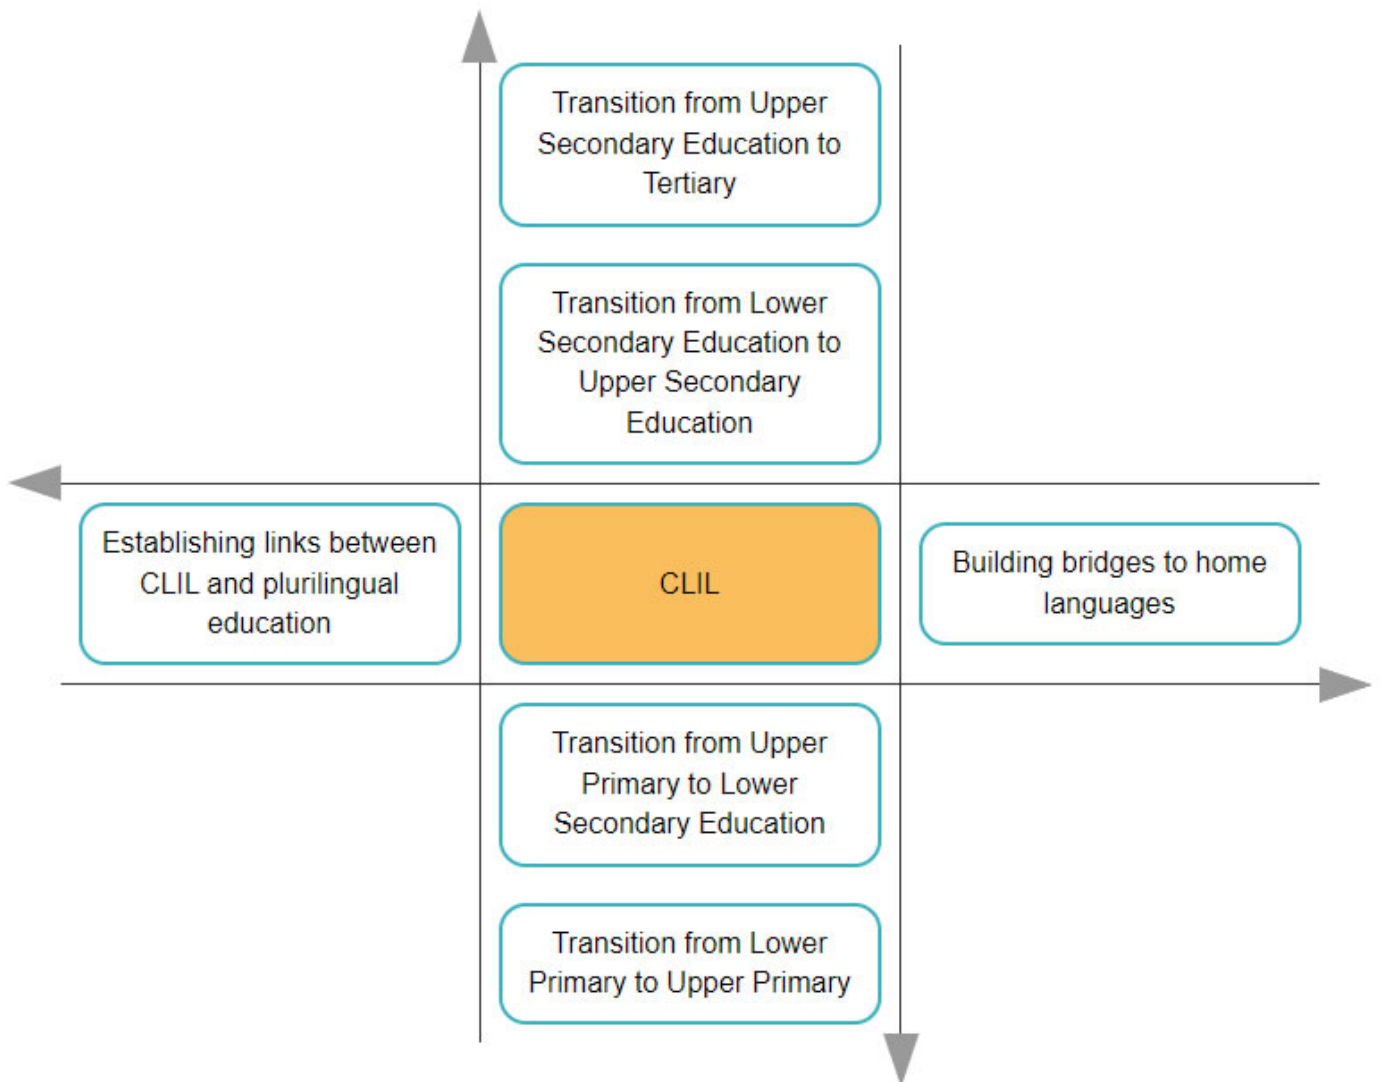 Transition from Upper
Secondary Education to
Tertiary
Transition from Lower
Secondary Education to
Upper Secondary
Education
Establishing links between
CLIL and plurilingual
education
CLIL
Building bridges to home
languages
Transition from Upper
Primary to Lower
Secondary Education
Transition from Lower
Primary to Upper Primary